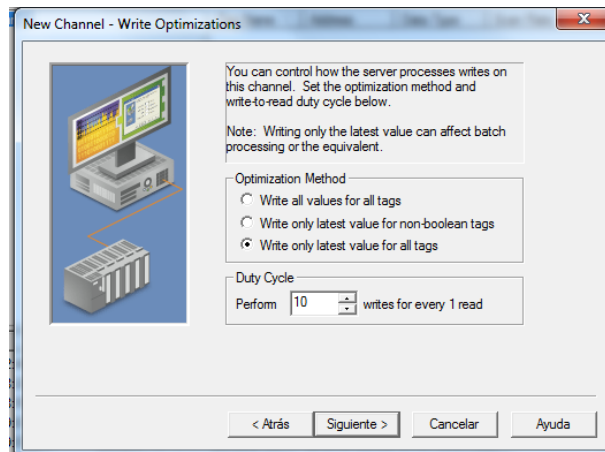 New Channel - Write Optimizations
You can control how the server processes writes on
this channel.  Set the optimization method and
write-to-read duty cycle below.
Note:  Writing only the latest value can affect batch
processing or the equivalent.
Optimization Method
Write all values for all tags
Write only latest value for non-boolean tags
Write only latest value for all tags
Duty Cycle
Perform 10 writes for every 1 read
< Atrás Siguiente > Cancelar Ayuda